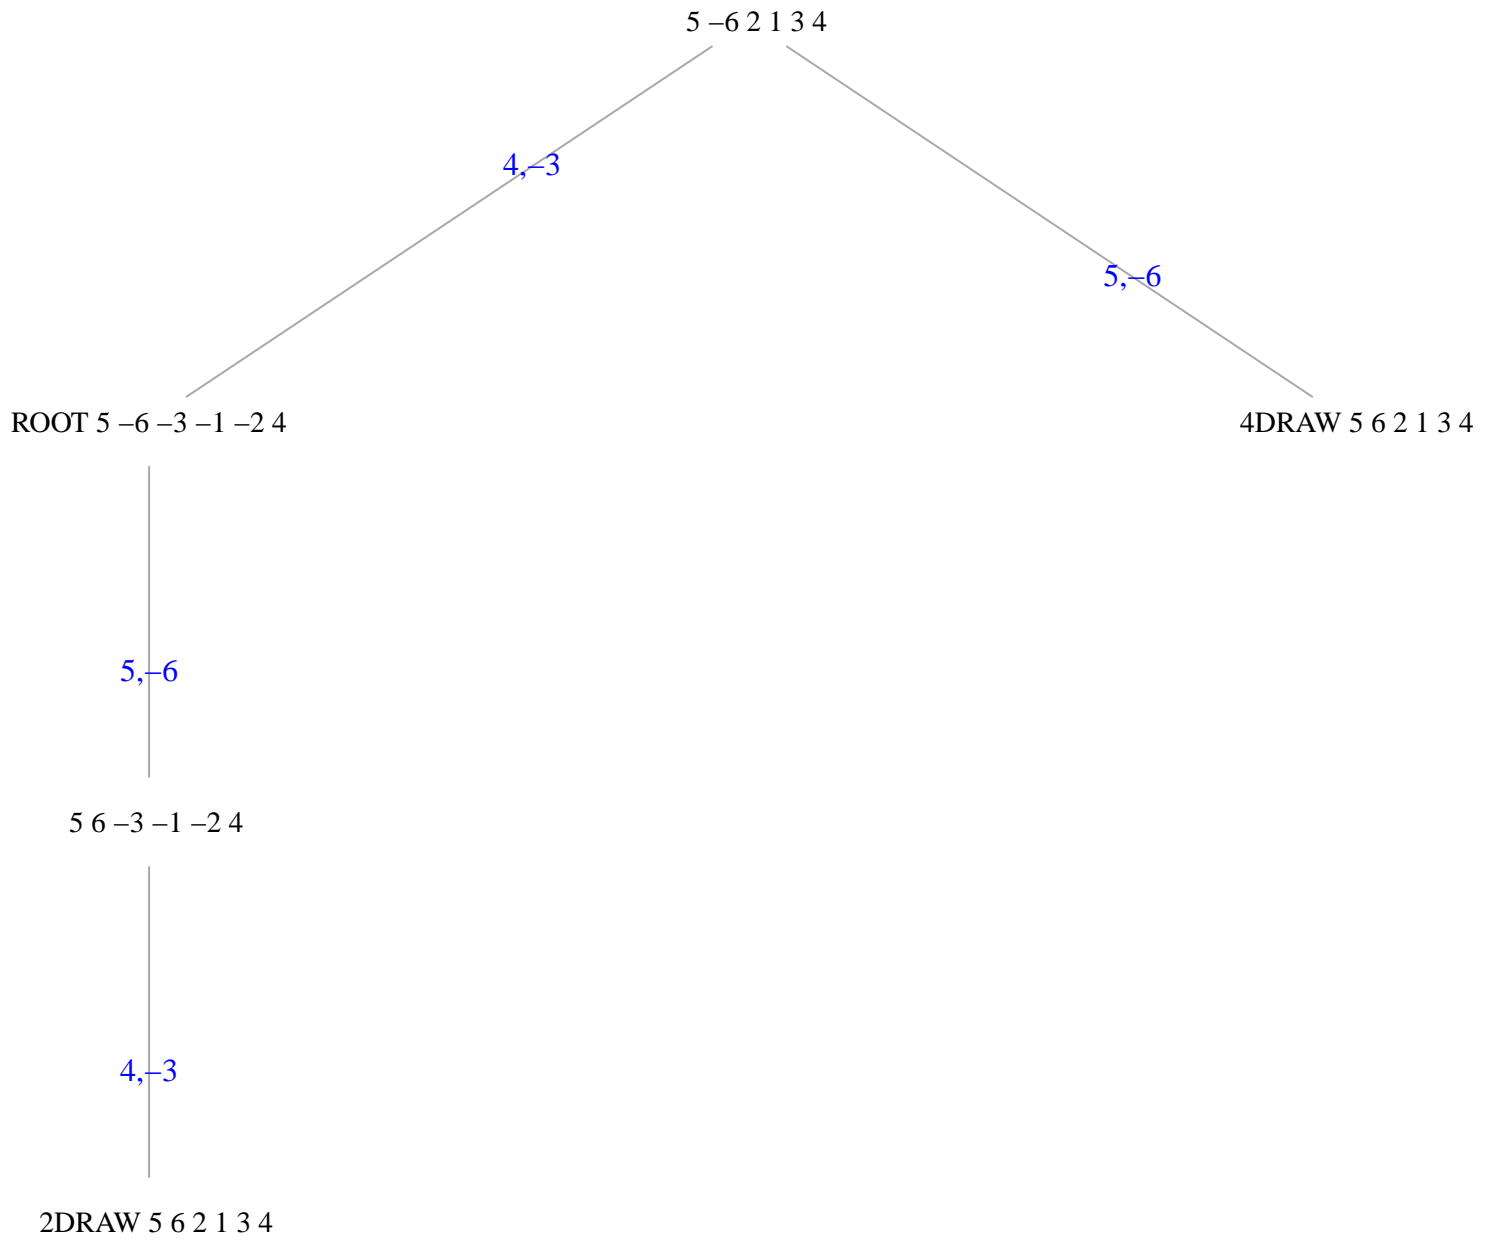 5 –6 2 1 3 4
4,–3
5,–6
ROOT 5 –6 –3 –1 –2 4
4DRAW 5 6 2 1 3 4
5,–6
5 6 –3 –1 –2 4
4,–3
2DRAW 5 6 2 1 3 4